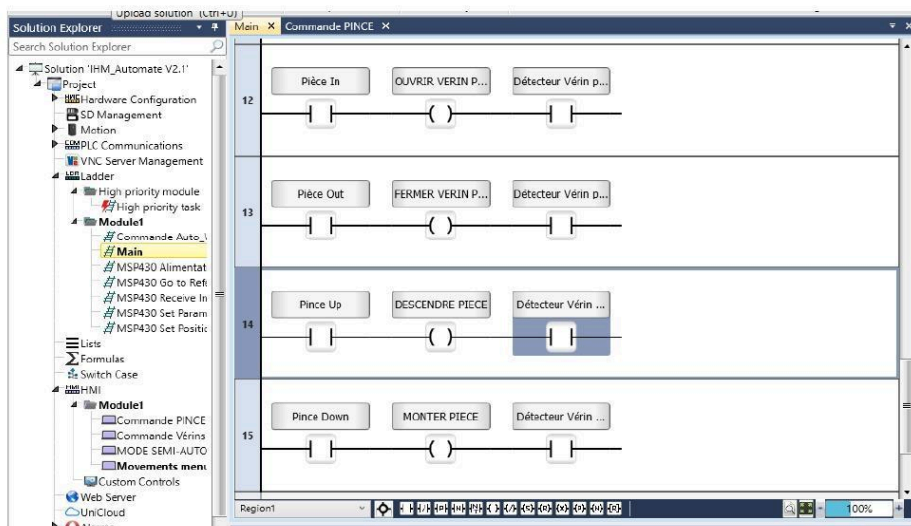 Upload solution (Ctrl+U)
Solution Explorer
Main
Commande PINCE
Search Solution Explorer
Solution 'IHM_Automate V2.1'
Project
Hardware Configuration
SD Management
Motion
PLC Communications
VNC Server Management
Ladder
High priority module
High priority task
Module1
Commande Auto_
Main
MSP430 Alimentat
MSP430 Go to Ref
MSP430 Receive In
MSP430 Set Param
MSP430 Set Positic
Lists
Formulas
Switch Case
HMI
Module1
Commande PINCE
Commande Vérins
MODE SEMI-AUTO
Movements menu
Custom Controls
Web Server
UniCloud
12
Pièce In
OUVRIR VERIN P...
Détecteur Vérin p...
13
Pièce Out
FERMER VERIN P...
Détecteur Vérin p...
14
Pince Up
DESCENDRE PIECE
Détecteur Vérin ...
15
Pince Down
MONTER PIECE
Détecteur Vérin ...
Region1
100%